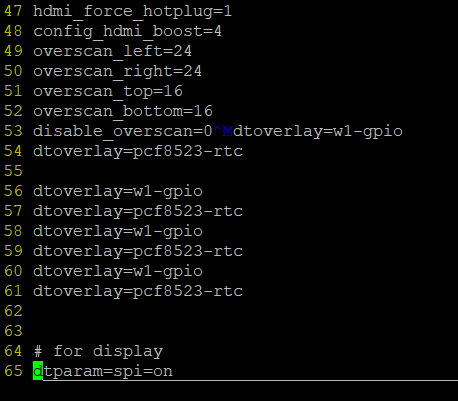 47 hdmi_force_hotplug=1
48 config_hdmi_boost=4
49 overscan_left=24
50 overscan_right=24
51 overscan_top=16
52 overscan_bottom=16
53 disable_overscan=0^Mdtoverlay=w1-gpio
54 dtoverlay=pcf8523-rtc
55
56 dtoverlay=w1-gpio
57 dtoverlay=pcf8523-rtc
58 dtoverlay=w1-gpio
59 dtoverlay=pcf8523-rtc
60 dtoverlay=w1-gpio
61 dtoverlay=pcf8523-rtc
62
63
64 # for display
65 dtparam=spi=on